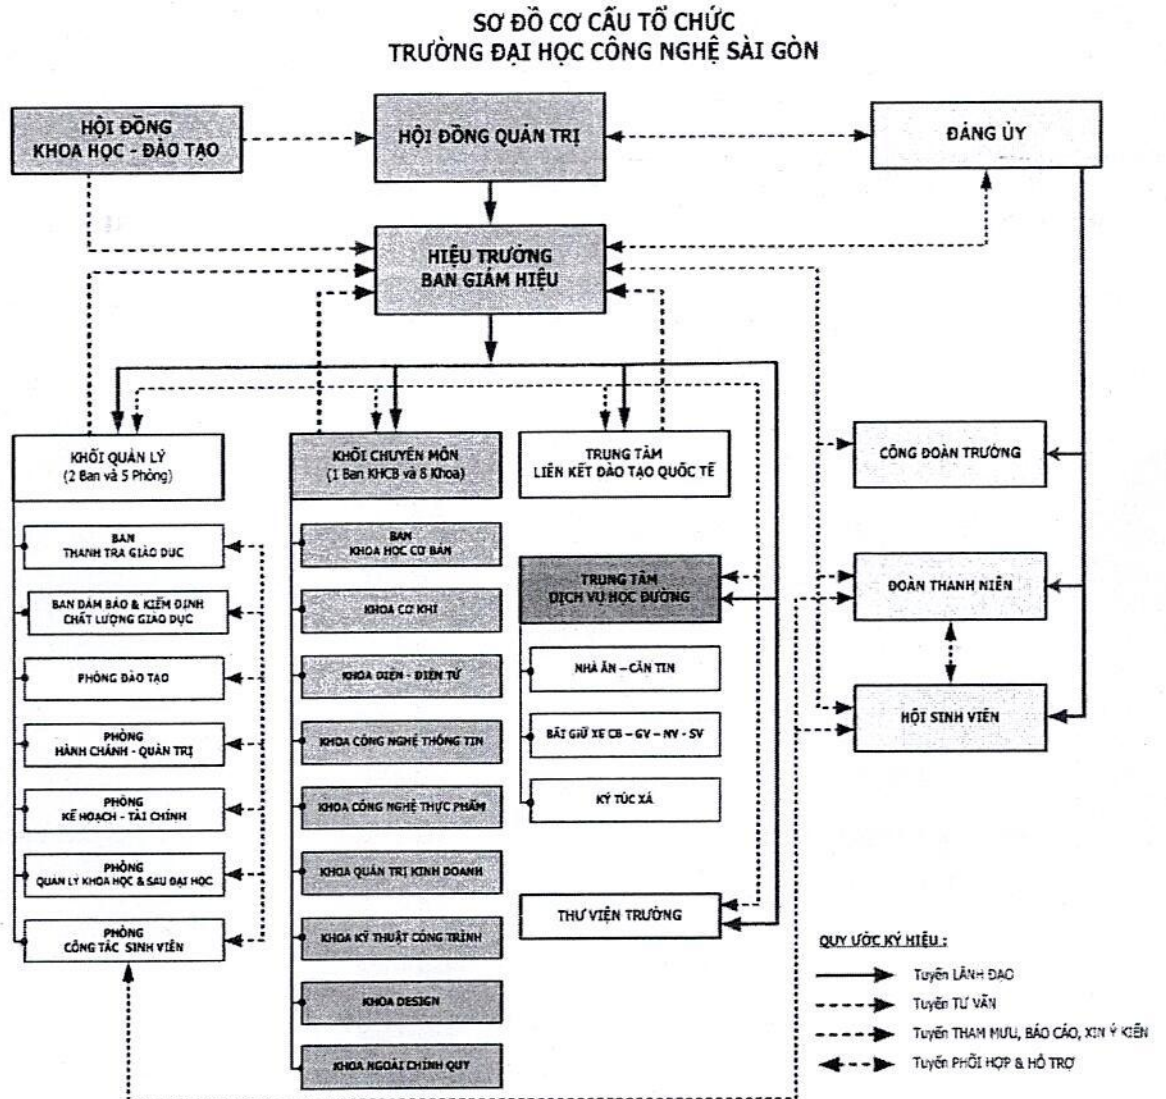 SƠ ĐỒ CƠ CẤU TỔ CHỨC
TRƯỜNG ĐẠI HỌC CÔNG NGHỆ SÀI GÒN
HỘI ĐỒNG
KHOA HỌC - ĐÀO TẠO
HỘI ĐỒNG QUẢN TRỊ
ĐẢNG ỦY
HIỆU TRƯỞNG
BAN GIÁM HIỆU
KHỐI QUẢN LÝ
(2 Ban và 5 Phòng)
KHỐI CHUYÊN MÔN
(1 Ban KHCB và 8 Khoa)
TRUNG TÂM
LIÊN KẾT ĐÀO TẠO QUỐC TẾ
CÔNG ĐOÀN TRƯỜNG
BAN
THANH TRA GIÁO DỤC
BAN ĐẢM BẢO & KIỂM ĐỊNH
CHẤT LƯỢNG GIÁO DỤC
PHÒNG ĐÀO TẠO
PHÒNG
HÀNH CHÁNH - QUẢN TRỊ
PHÒNG
KẾ HOẠCH - TÀI CHÍNH
PHÒNG
QUẢN LÝ KHOA HỌC & SAU ĐẠI HỌC
PHÒNG
CÔNG TÁC SINH VIÊN
BAN
KHOA HỌC CƠ BẢN
KHOA CƠ KHÍ
KHOA ĐIỆN - ĐIỆN TỬ
KHOA CÔNG NGHỆ THÔNG TIN
KHOA CÔNG NGHỆ THỰC PHẨM
KHOA QUẢN TRỊ KINH DOANH
KHOA KỸ THUẬT CÔNG TRÌNH
KHOA DESIGN
KHOA NGOÀI CHÍNH QUY
TRUNG TÂM
DỊCH VỤ HỌC ĐƯỜNG
NHÀ ĂN – CĂN TIN
BÃI GIỮ XE CB – GV – NV - SV
KÝ TÚC XÁ
THƯ VIỆN TRƯỜNG
ĐOÀN THANH NIÊN
HỘI SINH VIÊN
QUY ƯỚC KÝ HIỆU :
Tuyến LÃNH ĐẠO
Tuyến TƯ VẤN
Tuyến THAM MƯU, BÁO CÁO, XIN Ý KIẾN
Tuyến PHỐI HỢP & HỖ TRỢ